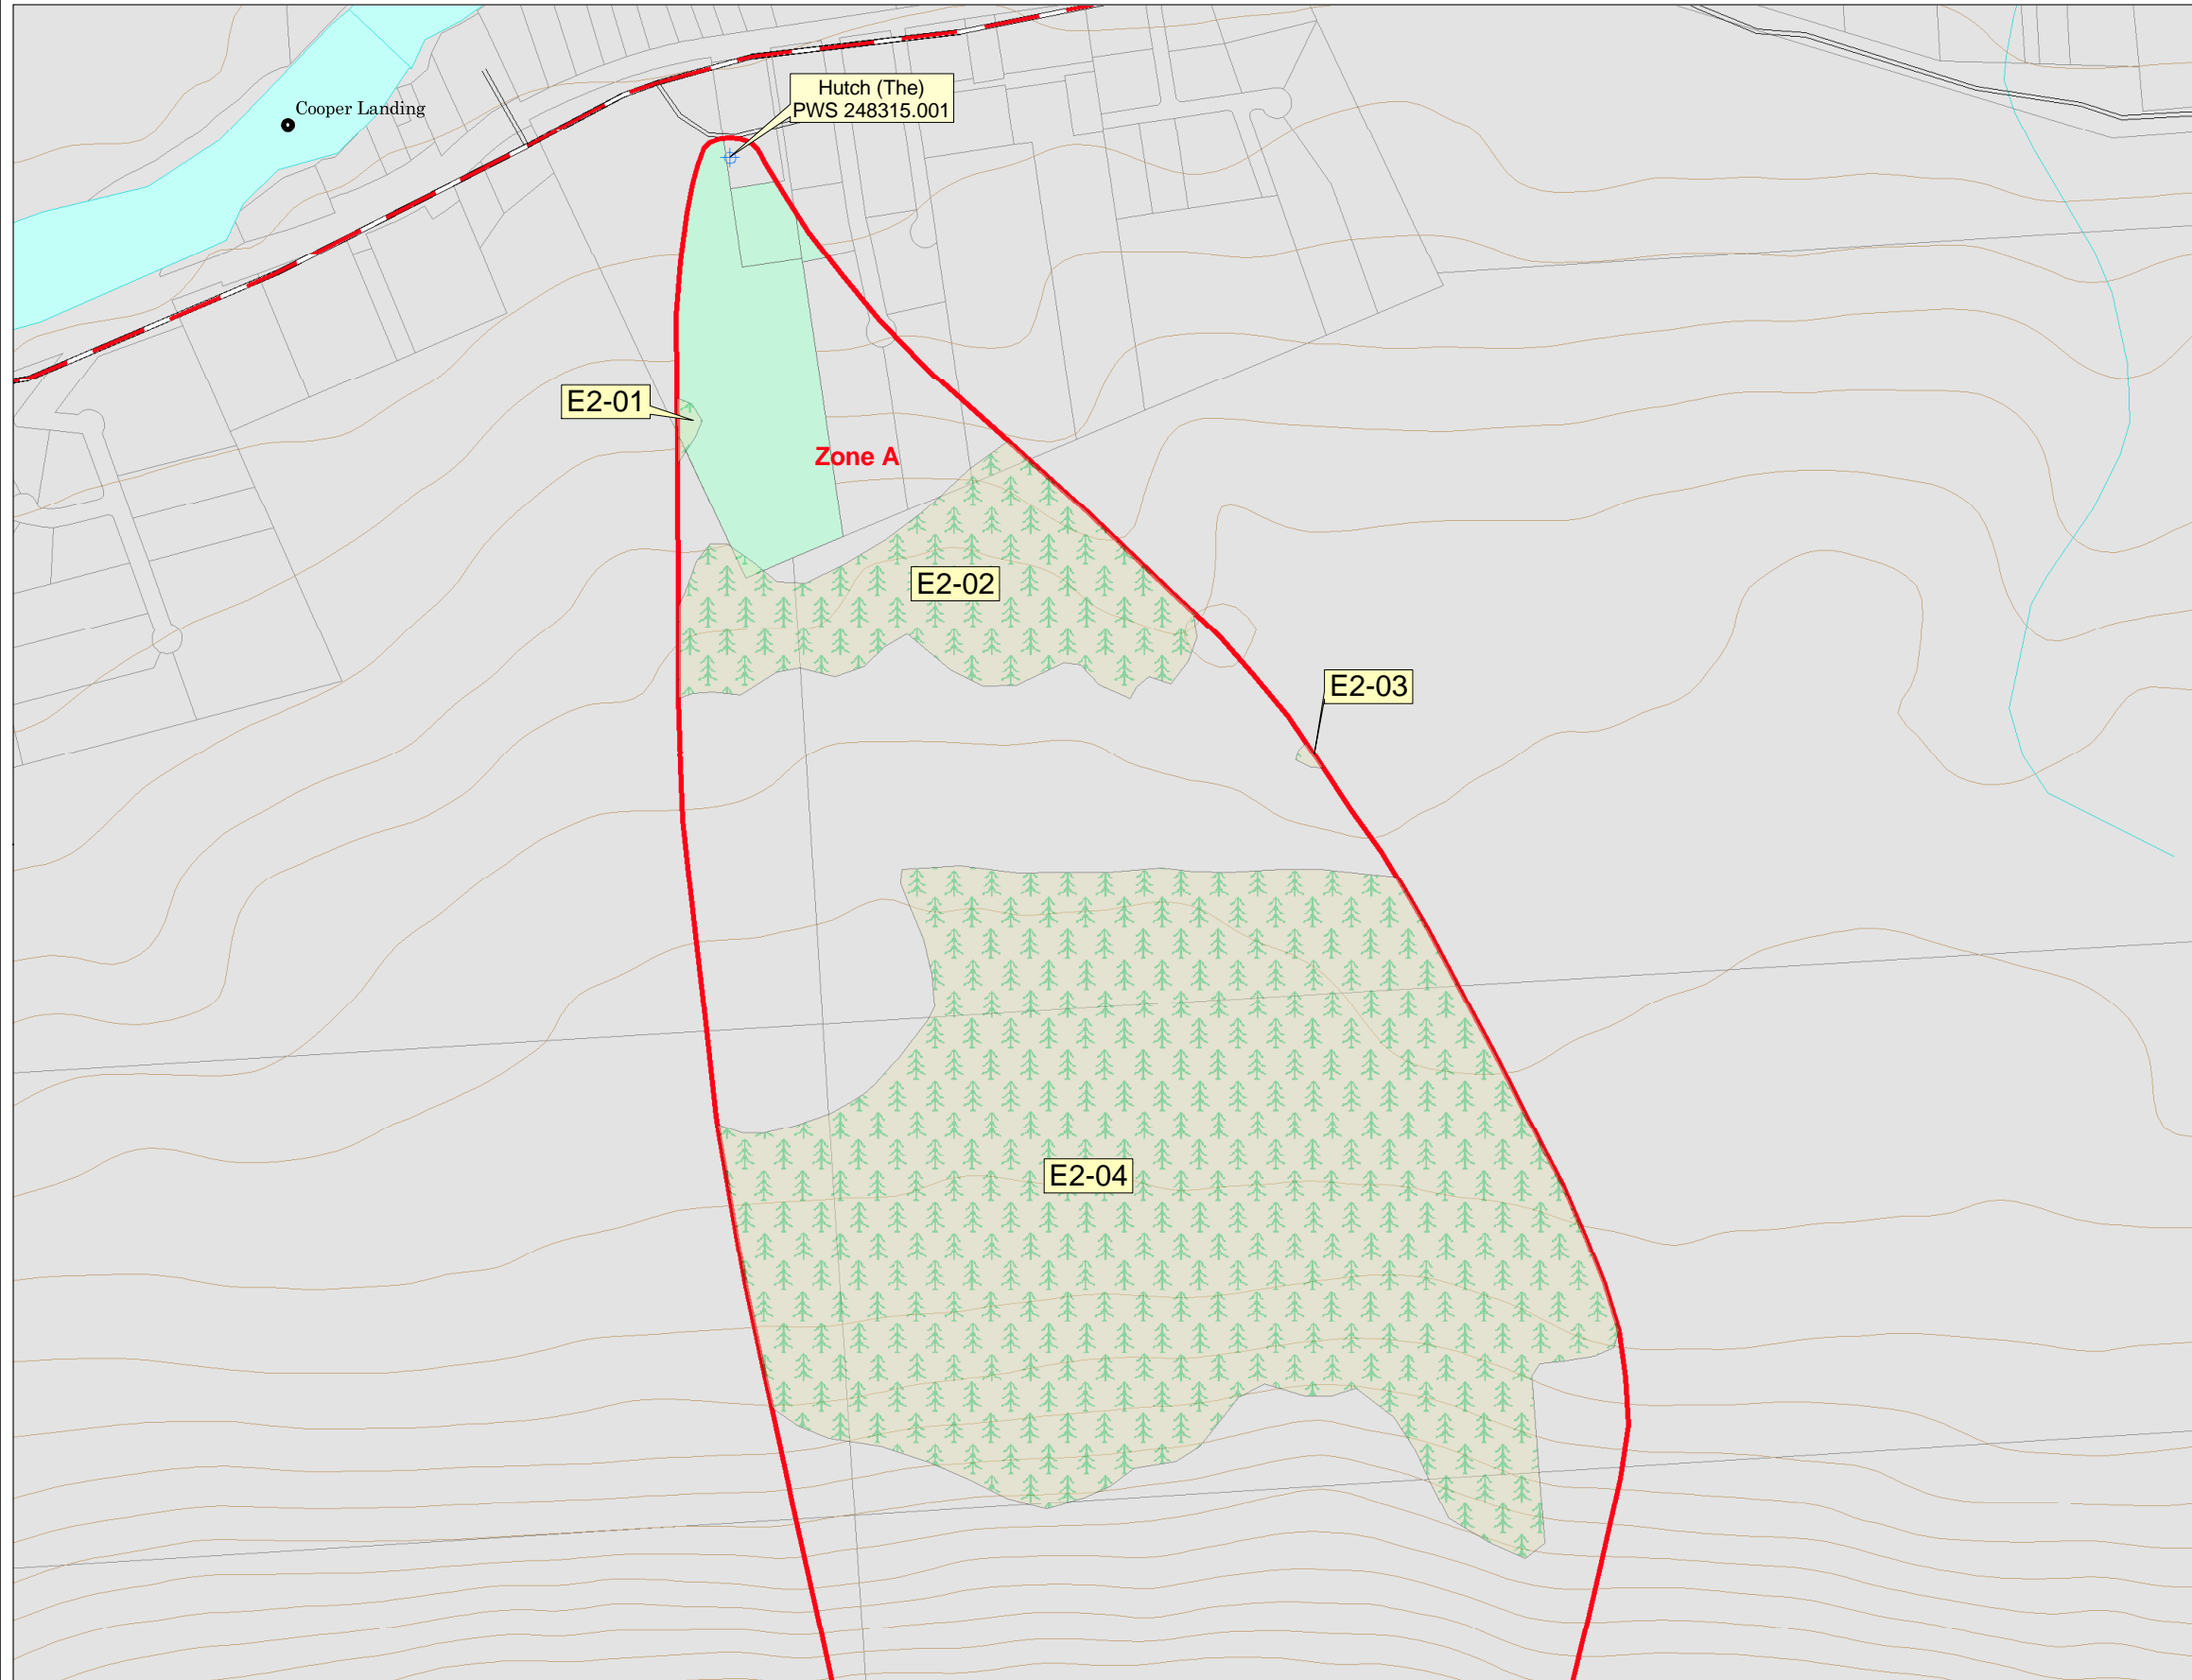 Hutch (The)
PWS 248315.001
Cooper Landing
E2-01
Zone A
E2-02
E2-03
E2-04